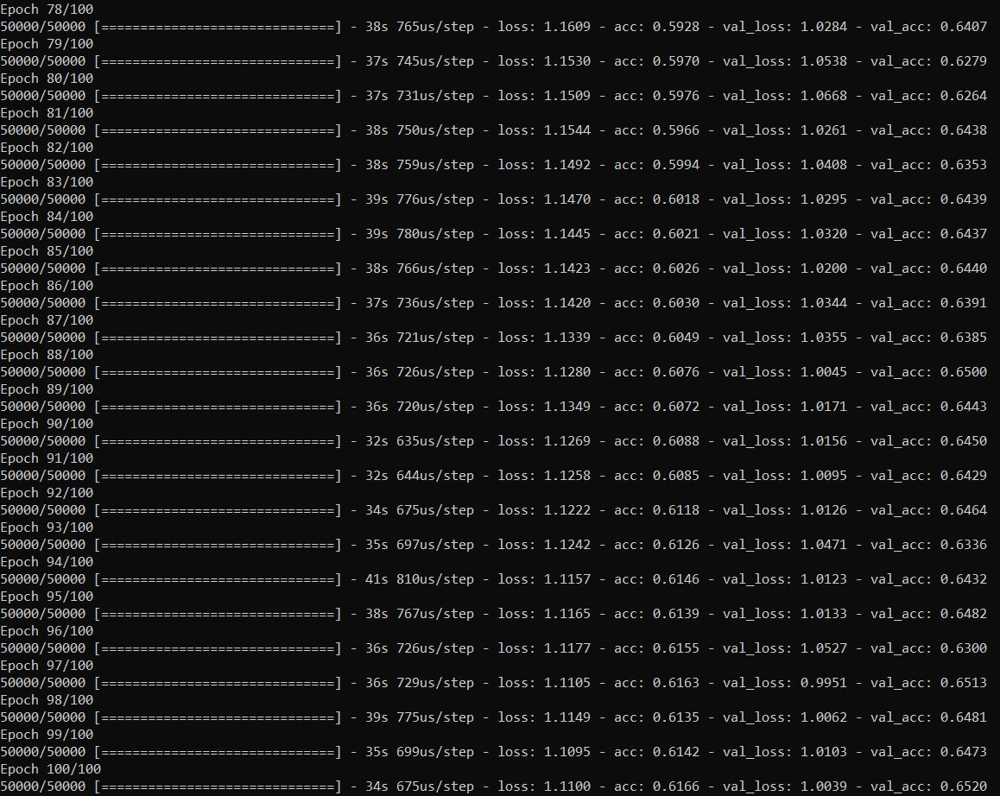 Epoch 78/100
50000/50000 [==============================] - 38s 765us/step - loss: 1.1609 - acc: 0.5928 - val_loss: 1.0284 - val_acc: 0.6407
Epoch 79/100
50000/50000 [==============================] - 37s 745us/step - loss: 1.1530 - acc: 0.5970 - val_loss: 1.0538 - val_acc: 0.6279
Epoch 80/100
50000/50000 [==============================] - 37s 731us/step - loss: 1.1509 - acc: 0.5976 - val_loss: 1.0668 - val_acc: 0.6264
Epoch 81/100
50000/50000 [==============================] - 38s 750us/step - loss: 1.1544 - acc: 0.5966 - val_loss: 1.0261 - val_acc: 0.6438
Epoch 82/100
50000/50000 [==============================] - 38s 759us/step - loss: 1.1492 - acc: 0.5994 - val_loss: 1.0408 - val_acc: 0.6353
Epoch 83/100
50000/50000 [==============================] - 39s 776us/step - loss: 1.1470 - acc: 0.6018 - val_loss: 1.0295 - val_acc: 0.6439
Epoch 84/100
50000/50000 [==============================] - 39s 780us/step - loss: 1.1445 - acc: 0.6021 - val_loss: 1.0320 - val_acc: 0.6437
Epoch 85/100
50000/50000 [==============================] - 38s 766us/step - loss: 1.1423 - acc: 0.6026 - val_loss: 1.0200 - val_acc: 0.6440
Epoch 86/100
50000/50000 [==============================] - 37s 736us/step - loss: 1.1420 - acc: 0.6030 - val_loss: 1.0344 - val_acc: 0.6391
Epoch 87/100
50000/50000 [==============================] - 36s 721us/step - loss: 1.1339 - acc: 0.6049 - val_loss: 1.0355 - val_acc: 0.6385
Epoch 88/100
50000/50000 [==============================] - 36s 726us/step - loss: 1.1280 - acc: 0.6076 - val_loss: 1.0045 - val_acc: 0.6500
Epoch 89/100
50000/50000 [==============================] - 36s 720us/step - loss: 1.1349 - acc: 0.6072 - val_loss: 1.0171 - val_acc: 0.6443
Epoch 90/100
50000/50000 [==============================] - 32s 635us/step - loss: 1.1269 - acc: 0.6088 - val_loss: 1.0156 - val_acc: 0.6450
Epoch 91/100
50000/50000 [==============================] - 32s 644us/step - loss: 1.1258 - acc: 0.6085 - val_loss: 1.0095 - val_acc: 0.6429
Epoch 92/100
50000/50000 [==============================] - 34s 675us/step - loss: 1.1222 - acc: 0.6118 - val_loss: 1.0126 - val_acc: 0.6464
Epoch 93/100
50000/50000 [==============================] - 35s 697us/step - loss: 1.1242 - acc: 0.6126 - val_loss: 1.0471 - val_acc: 0.6336
Epoch 94/100
50000/50000 [==============================] - 41s 810us/step - loss: 1.1157 - acc: 0.6146 - val_loss: 1.0123 - val_acc: 0.6432
Epoch 95/100
50000/50000 [==============================] - 38s 767us/step - loss: 1.1165 - acc: 0.6139 - val_loss: 1.0133 - val_acc: 0.6482
Epoch 96/100
50000/50000 [==============================] - 36s 726us/step - loss: 1.1177 - acc: 0.6155 - val_loss: 1.0527 - val_acc: 0.6300
Epoch 97/100
50000/50000 [==============================] - 36s 729us/step - loss: 1.1105 - acc: 0.6163 - val_loss: 0.9951 - val_acc: 0.6513
Epoch 98/100
50000/50000 [==============================] - 39s 775us/step - loss: 1.1149 - acc: 0.6135 - val_loss: 1.0062 - val_acc: 0.6481
Epoch 99/100
50000/50000 [==============================] - 35s 699us/step - loss: 1.1095 - acc: 0.6142 - val_loss: 1.0103 - val_acc: 0.6473
Epoch 100/100
50000/50000 [==============================] - 34s 675us/step - loss: 1.1100 - acc: 0.6166 - val_loss: 1.0039 - val_acc: 0.6520